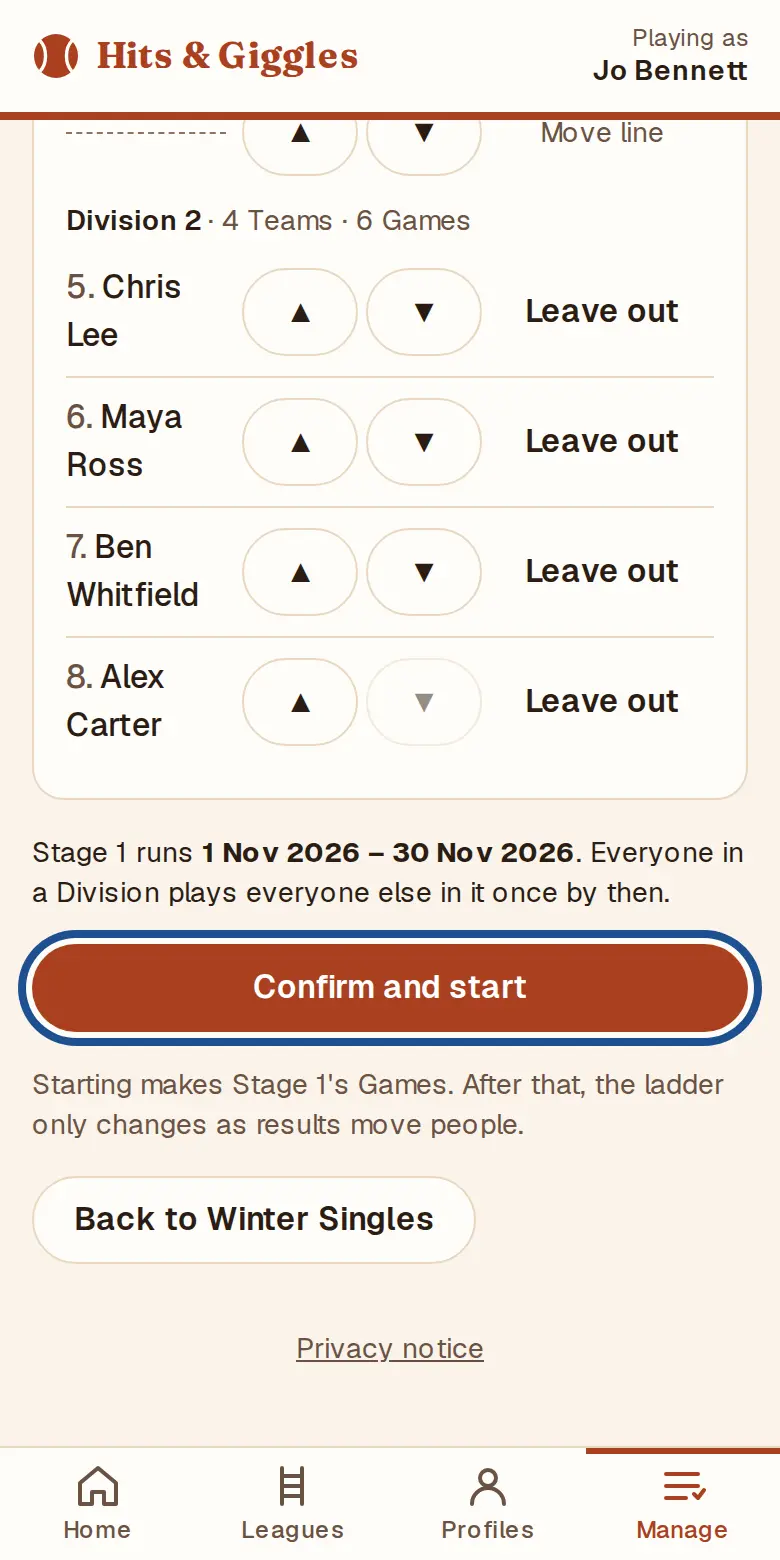 Hits & Giggles
Playing as
Jo Bennett
▲ ▼ Move line
Division 2 · 4 Teams · 6 Games
5. Chris Lee ▲ ▼ Leave out
6. Maya Ross ▲ ▼ Leave out
7. Ben Whitfield ▲ ▼ Leave out
8. Alex Carter ▲ ▼ Leave out
Stage 1 runs 1 Nov 2026 – 30 Nov 2026. Everyone in
a Division plays everyone else in it once by then.
Confirm and start
Starting makes Stage 1's Games. After that, the ladder
only changes as results move people.
Back to Winter Singles
Privacy notice
Home Leagues Profiles Manage